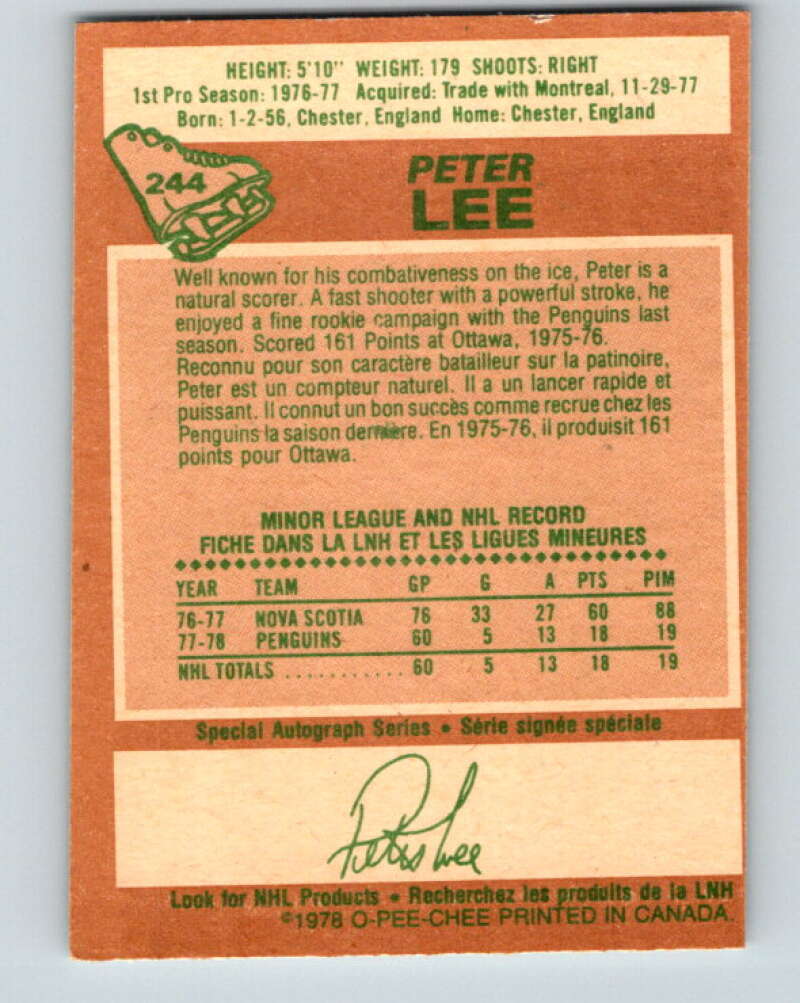 HEIGHT: 5'10" WEIGHT: 179 SHOOTS: RIGHT
1st Pro Season: 1976-77 Acquired: Trade with Montreal, 11-29-77
Born: 1-2-56, Chester, England Home: Chester, England
244
PETER
LEE
Well known for his combativeness on the ice, Peter is a
natural scorer. A fast shooter with a powerful stroke, he
enjoyed a fine rookie campaign with the Penguins last
season. Scored 161 Points at Ottawa, 1975-76.
Reconnu pour son caractère batailleur sur la patinoire,
Peter est un compteur naturel. Il a un lancer rapide et
puissant. Il connut un bon succès comme recrue chez les
Penguins la saison dernière. En 1975-76, il produisit 161
points pour Ottawa.
MINOR LEAGUE AND NHL RECORD
FICHE DANS LA LNH ET LES LIGUES MINEURES
YEAR TEAM GP G A PTS PIM
76-77 NOVA SCOTIA 76 33 27 60 88
77-78 PENGUINS 60 5 13 18 19
NHL TOTALS ............ 60 5 13 18 19
Special Autograph Series • Série signée spéciale
Peter Lee
Look for NHL Products • Recherchez les produits de la LNH
©1978 O-PEE-CHEE PRINTED IN CANADA.